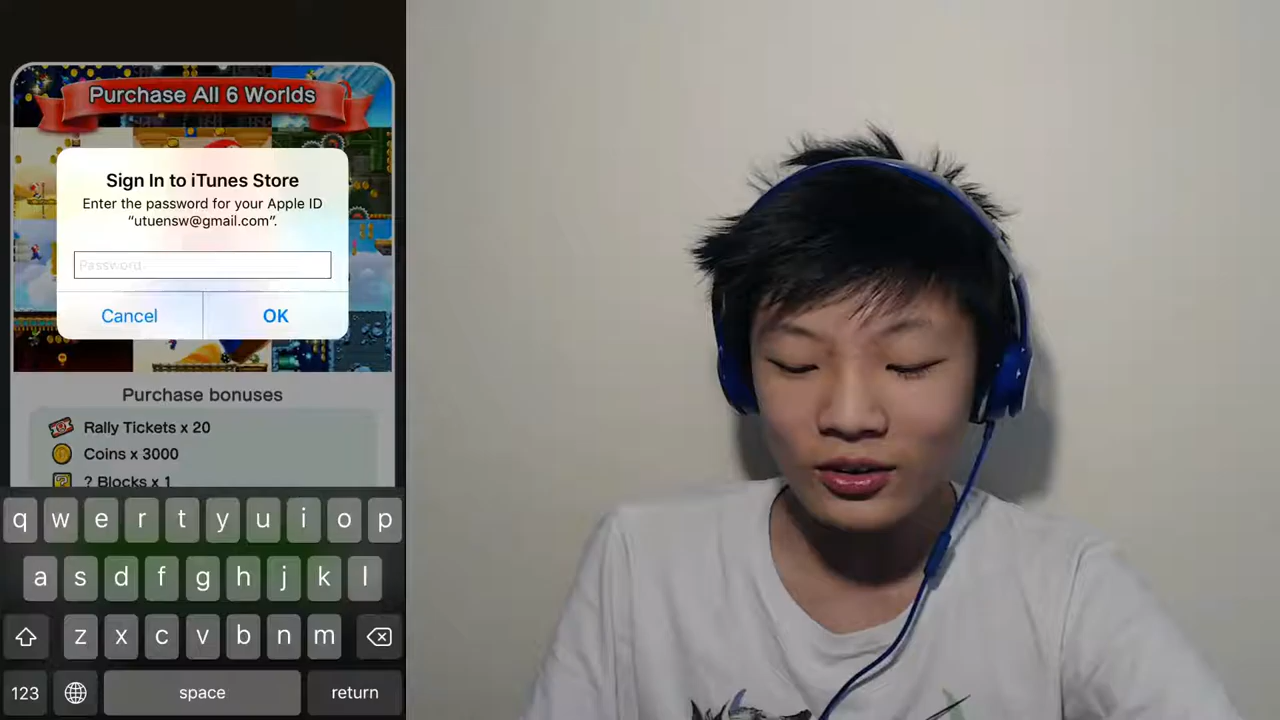 Purchase All 6 Worlds
Sign In to iTunes Store
Enter the password for your Apple ID
“utuensw@gmail.com”.
Password
Cancel
OK
Purchase bonuses
Rally Tickets x 20
Coins x 3000
? Blocks x 1
q w e r t y u i o p
a s d f g h j k l
z x c v b n m
123
space
return